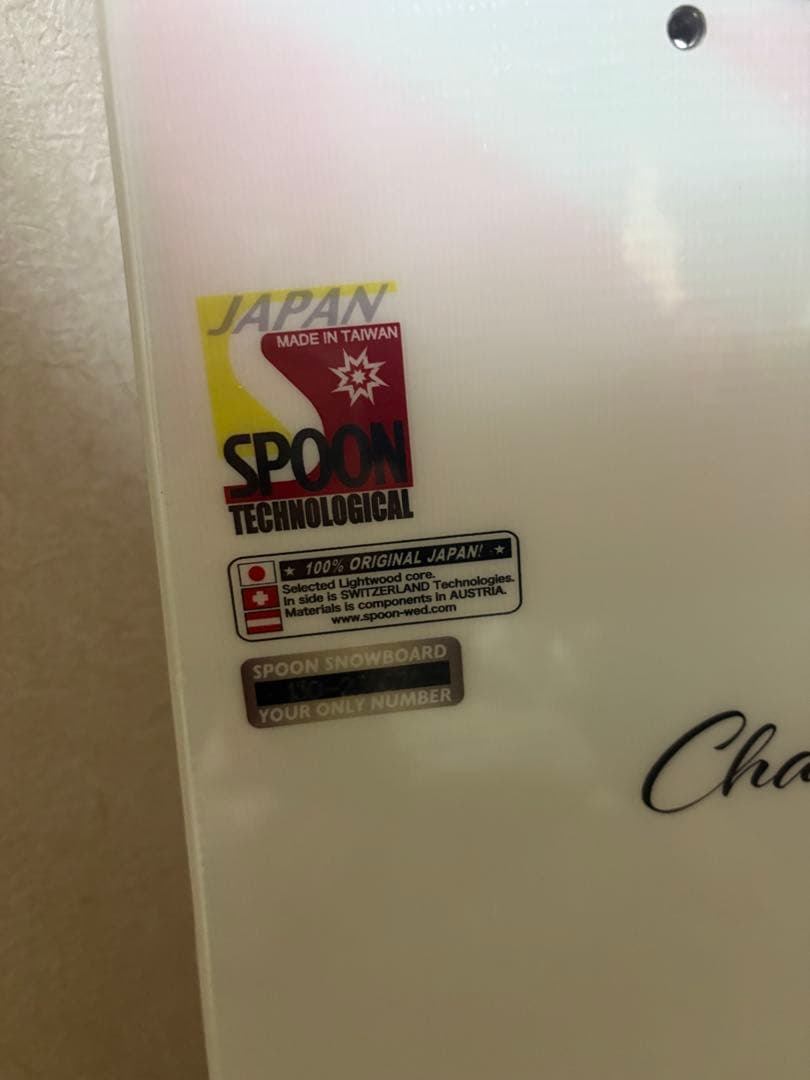 JAPAN
MADE IN TAIWAN
SPOON
TECHNOLOGICAL
★ 100% ORIGINAL JAPAN! ★
Selected Lightwood core.
In side is SWITZERLAND Technologies.
Materials is components in AUSTRIA.
www.spoon-wed.com
SPOON SNOWBOARD
YOUR ONLY NUMBER
Cha